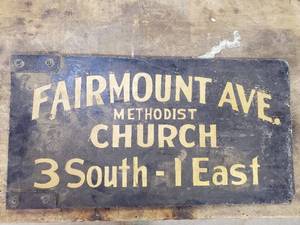 FAIRMOUNT AVE.
METHODIST
CHURCH
3 South - 1 East